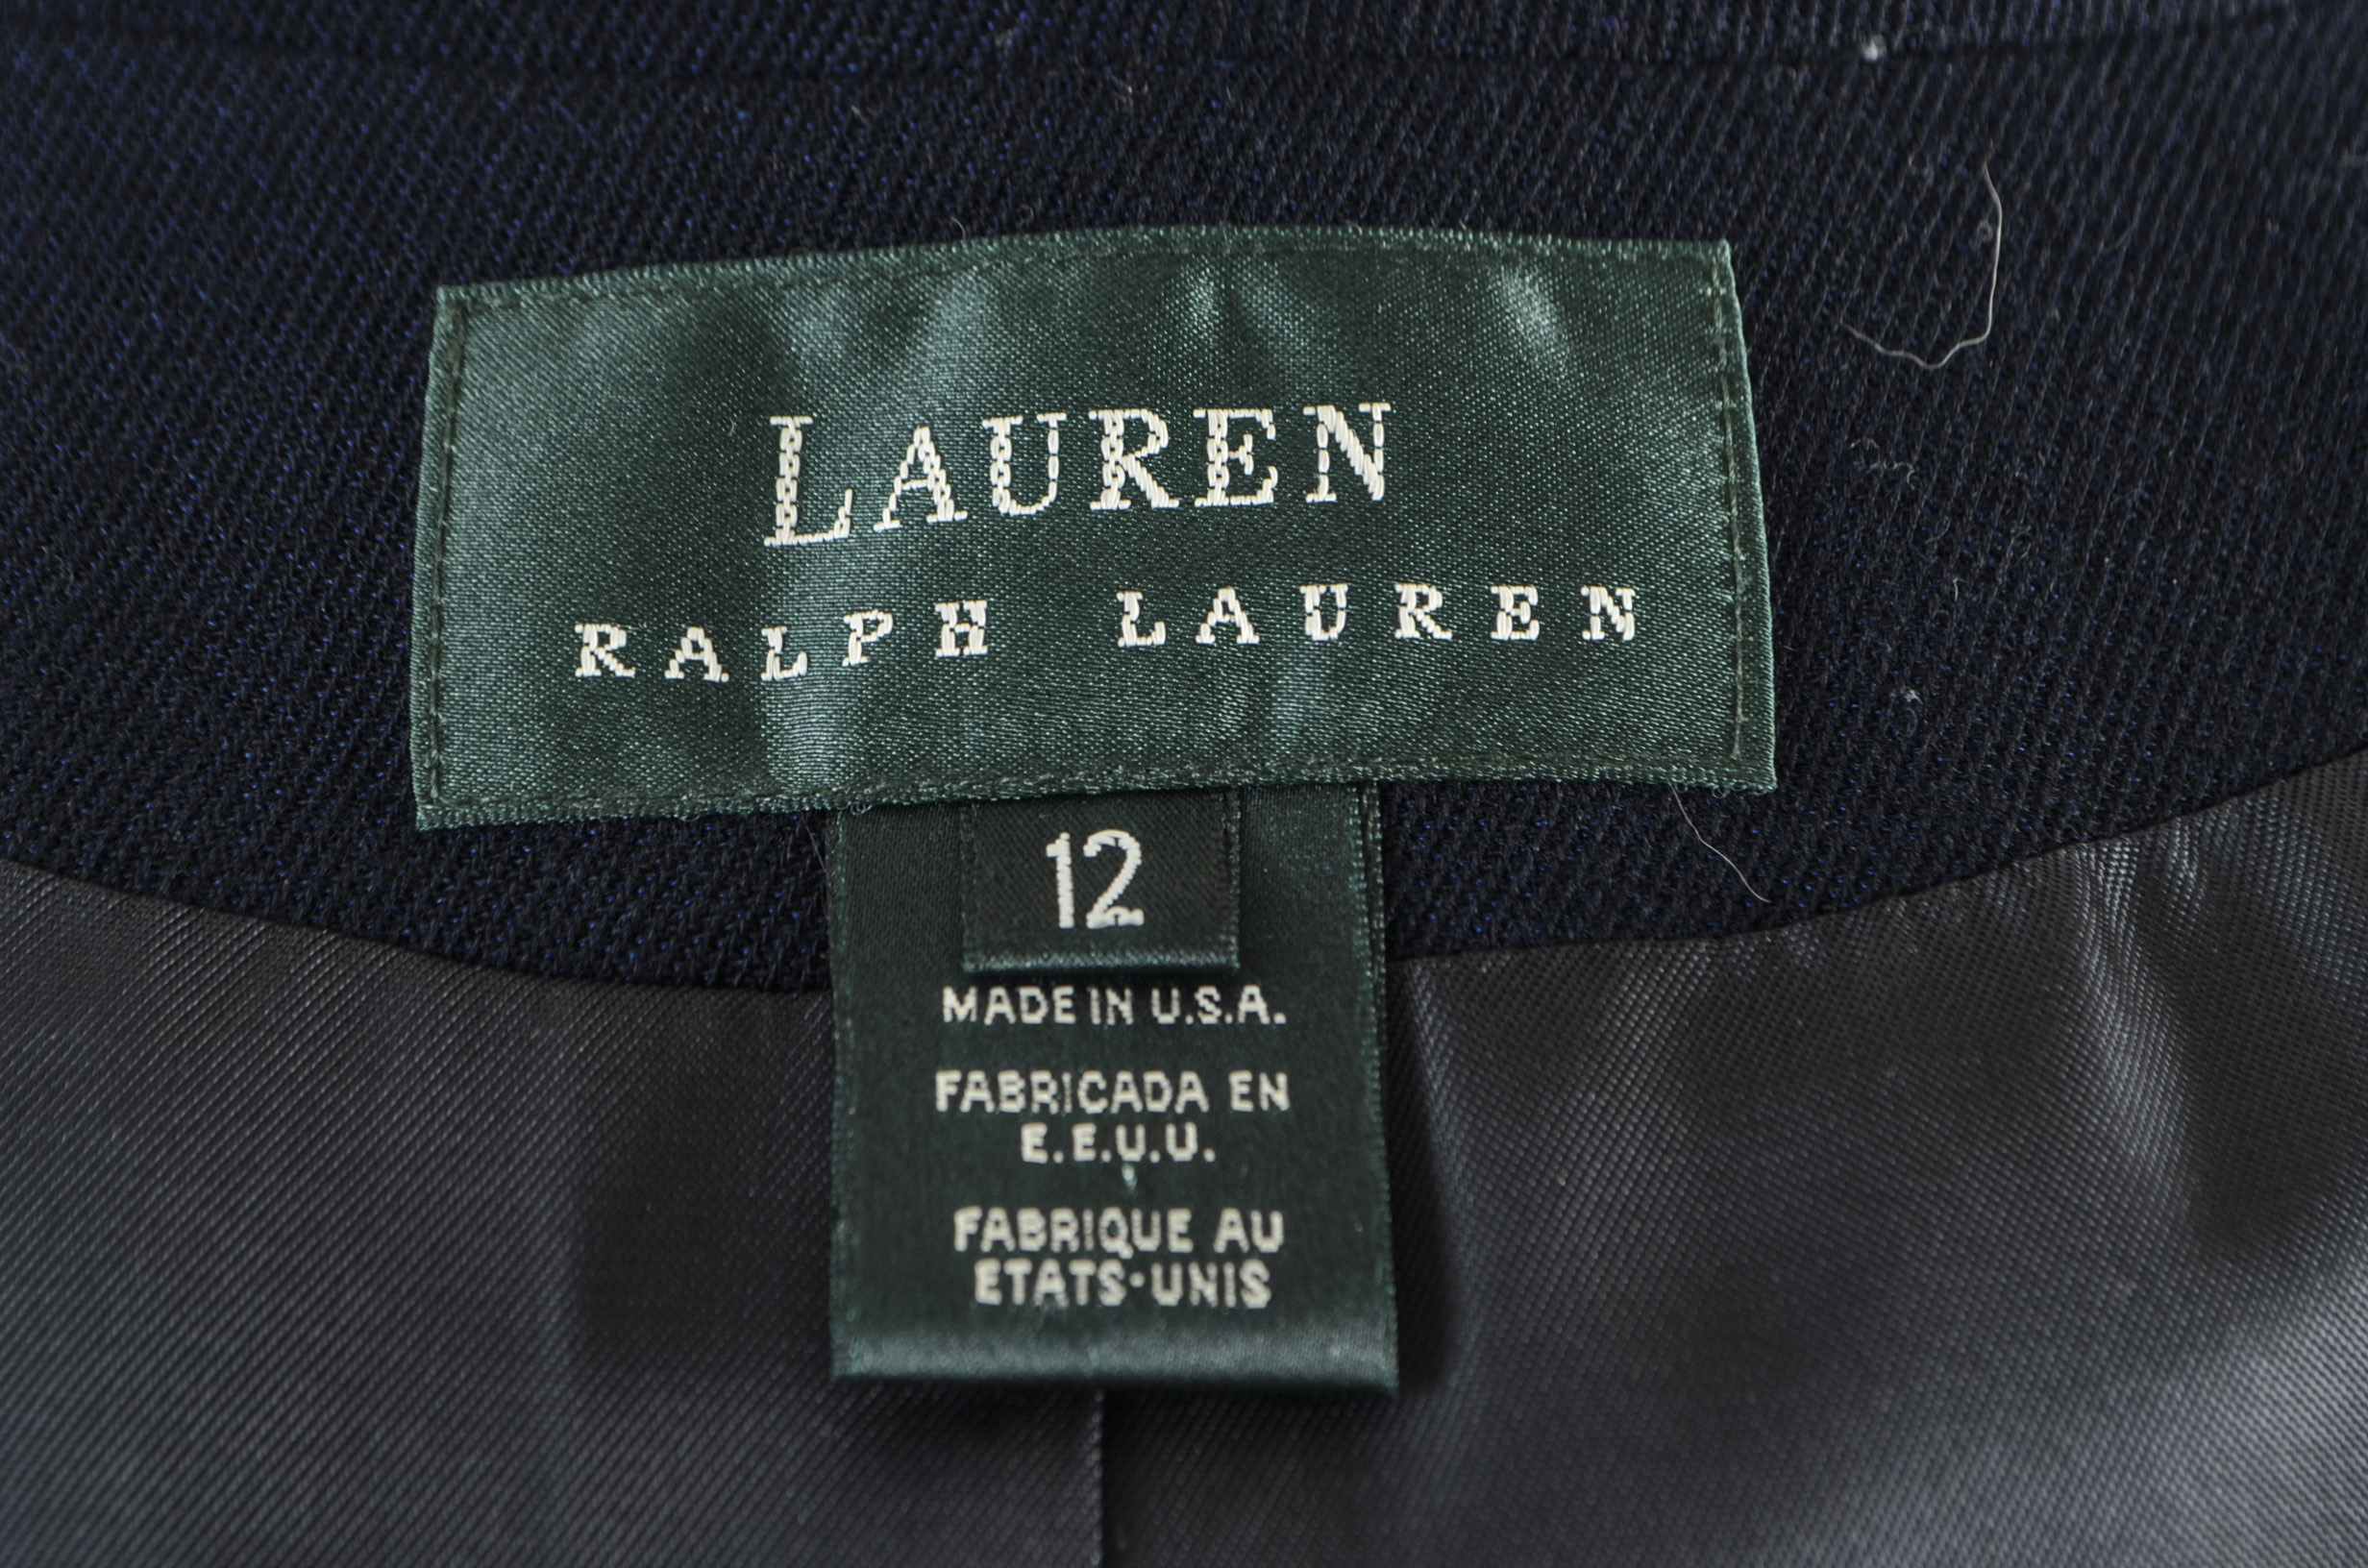 LAUREN
RALPH LAUREN
12
MADE IN U.S.A.
FABRICADA EN
E.E.U.U.
FABRIQUE AU
ETATS-UNIS